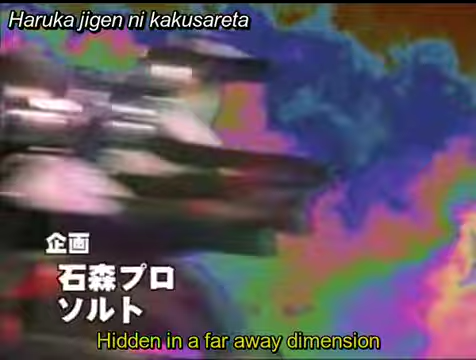 Haruka jigen ni kakusareta
企画
石森プロ
ソルト
Hidden in a far away dimension